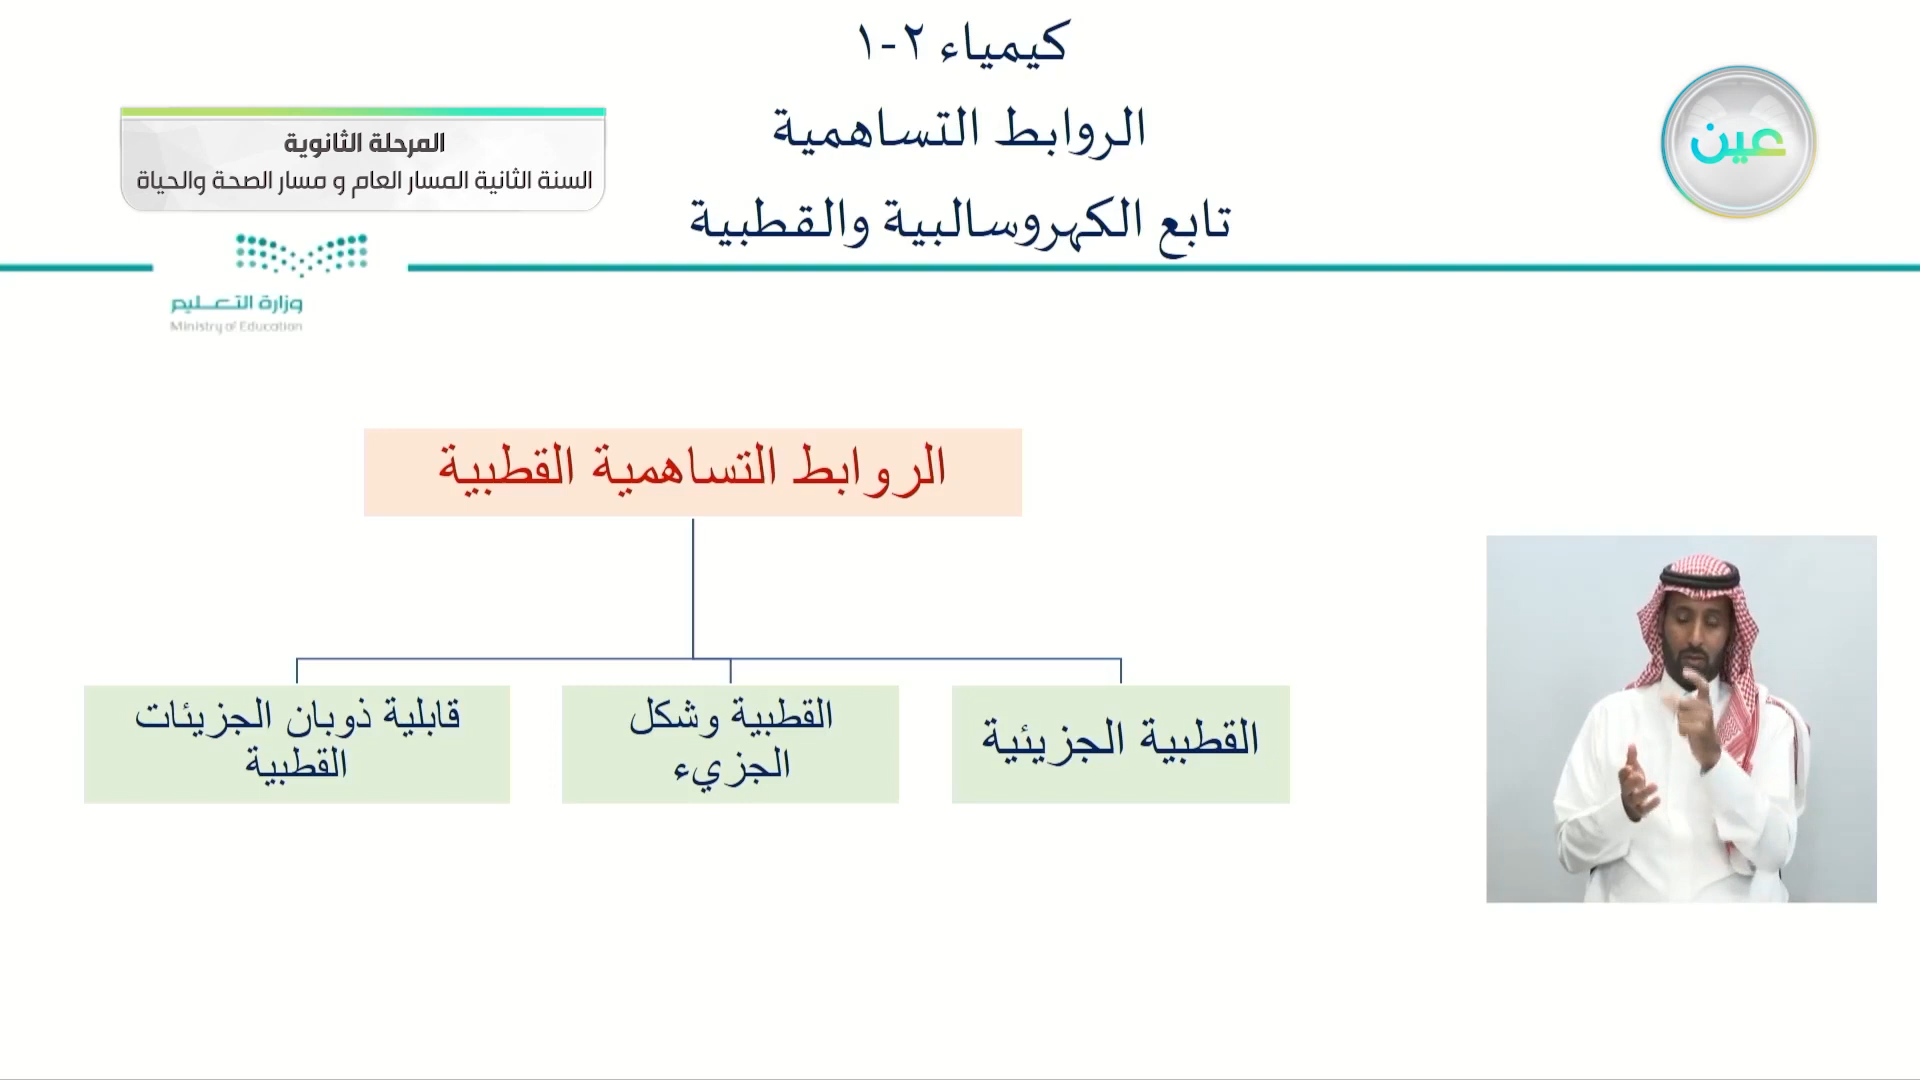 كيمياء ٢-١
الروابط التساهمية
تابع الكهروسالبية والقطبية
عين
المرحلة الثانوية
السنة الثانية المسار العام و مسار الصحة والحياة
وزارة التعليم
Ministry of Education
الروابط التساهمية القطبية
القطبية الجزيئية
القطبية وشكل
الجزيء
قابلية ذوبان الجزيئات
القطبية